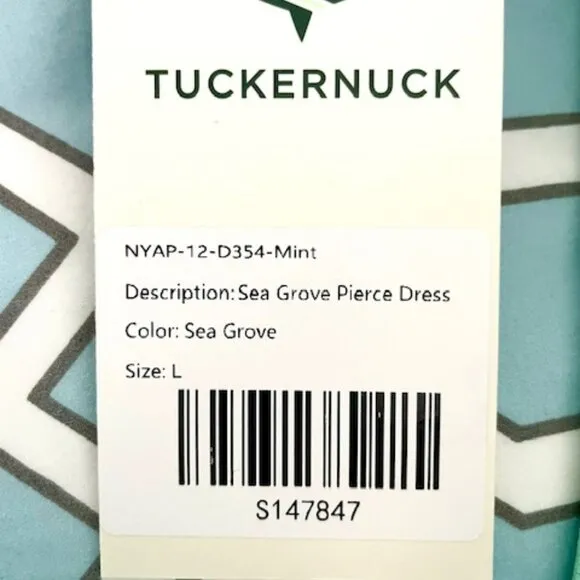 TUCKERNUCK
NYAP-12-D354-Mint
Description: Sea Grove Pierce Dress
Color: Sea Grove
Size: L
S147847